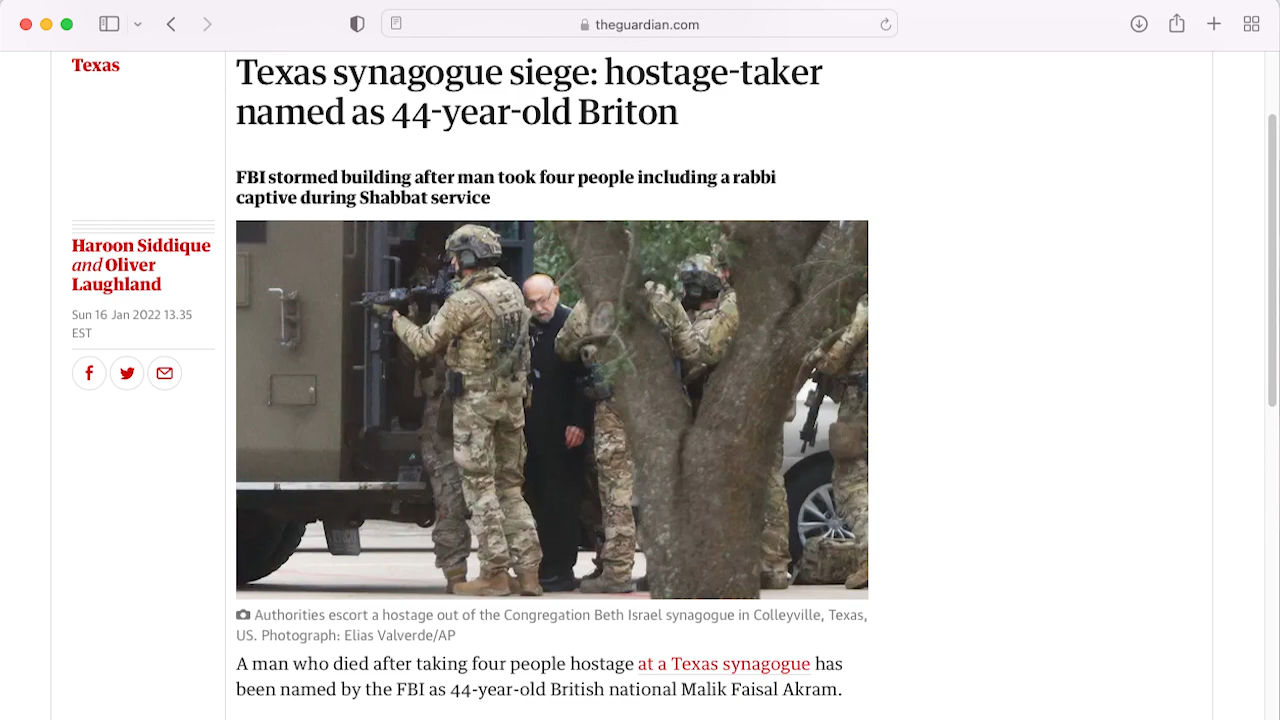 theguardian.com
Texas
Texas synagogue siege: hostage-taker
named as 44-year-old Briton
FBI stormed building after man took four people including a rabbi
captive during Shabbat service
Haroon Siddique
and Oliver
Laughland
Sun 16 Jan 2022 13.35
EST
Authorities escort a hostage out of the Congregation Beth Israel synagogue in Colleyville, Texas,
US. Photograph: Elias Valverde/AP
A man who died after taking four people hostage at a Texas synagogue has
been named by the FBI as 44-year-old British national Malik Faisal Akram.